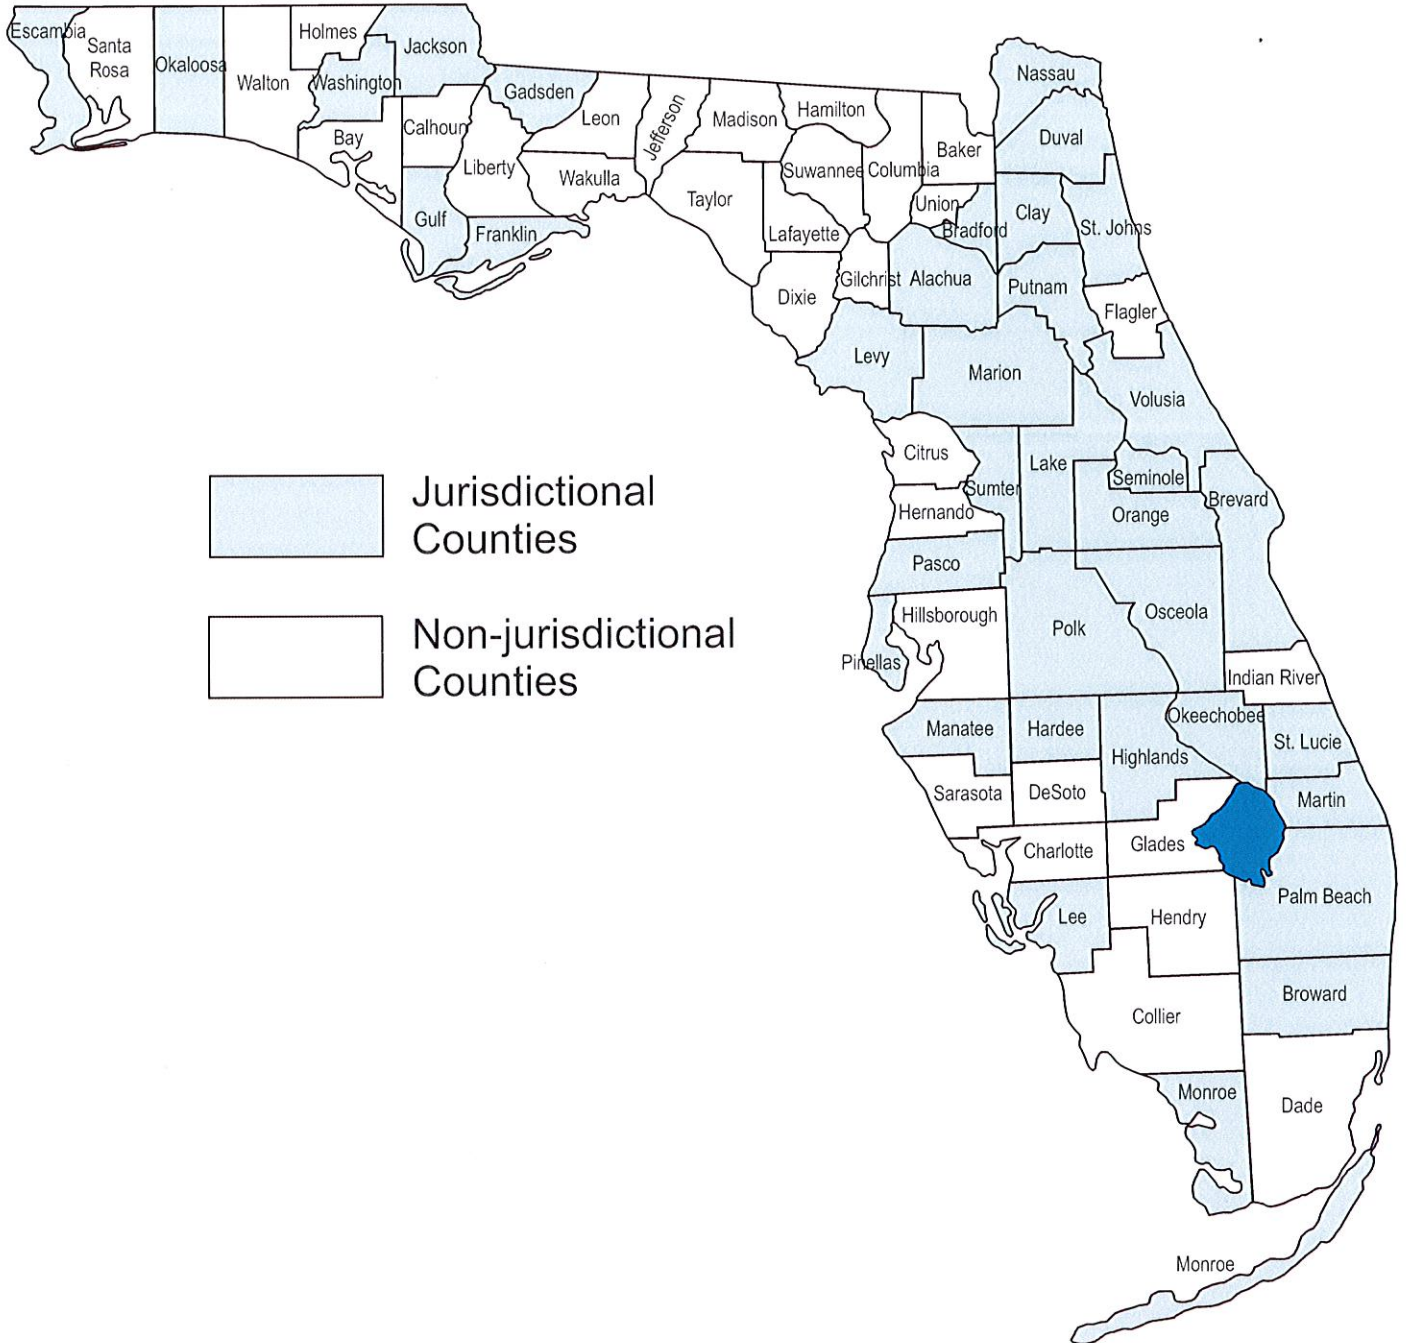 Escambia
Santa
Rosa
Okaloosa
Walton
Holmes
Washington
Jackson
Bay
Calhoun
Gulf
Liberty
Gadsden
Franklin
Leon
Wakulla
Jefferson
Madison
Taylor
Hamilton
Suwannee
Lafayette
Columbia
Dixie
Gilchrist
Baker
Union
Bradford
Alachua
Nassau
Duval
Clay
St. Johns
Putnam
Flagler
Levy
Marion
Volusia
Citrus
Sumter
Lake
Seminole
Orange
Brevard
Hernando
Pasco
Hillsborough
Pinellas
Polk
Osceola
Indian River
Manatee
Hardee
Highlands
Okeechobee
St. Lucie
Sarasota
DeSoto
Martin
Charlotte
Glades
Lee
Hendry
Palm Beach
Collier
Broward
Monroe
Dade
Monroe
Jurisdictional
Counties
Non-jurisdictional
Counties